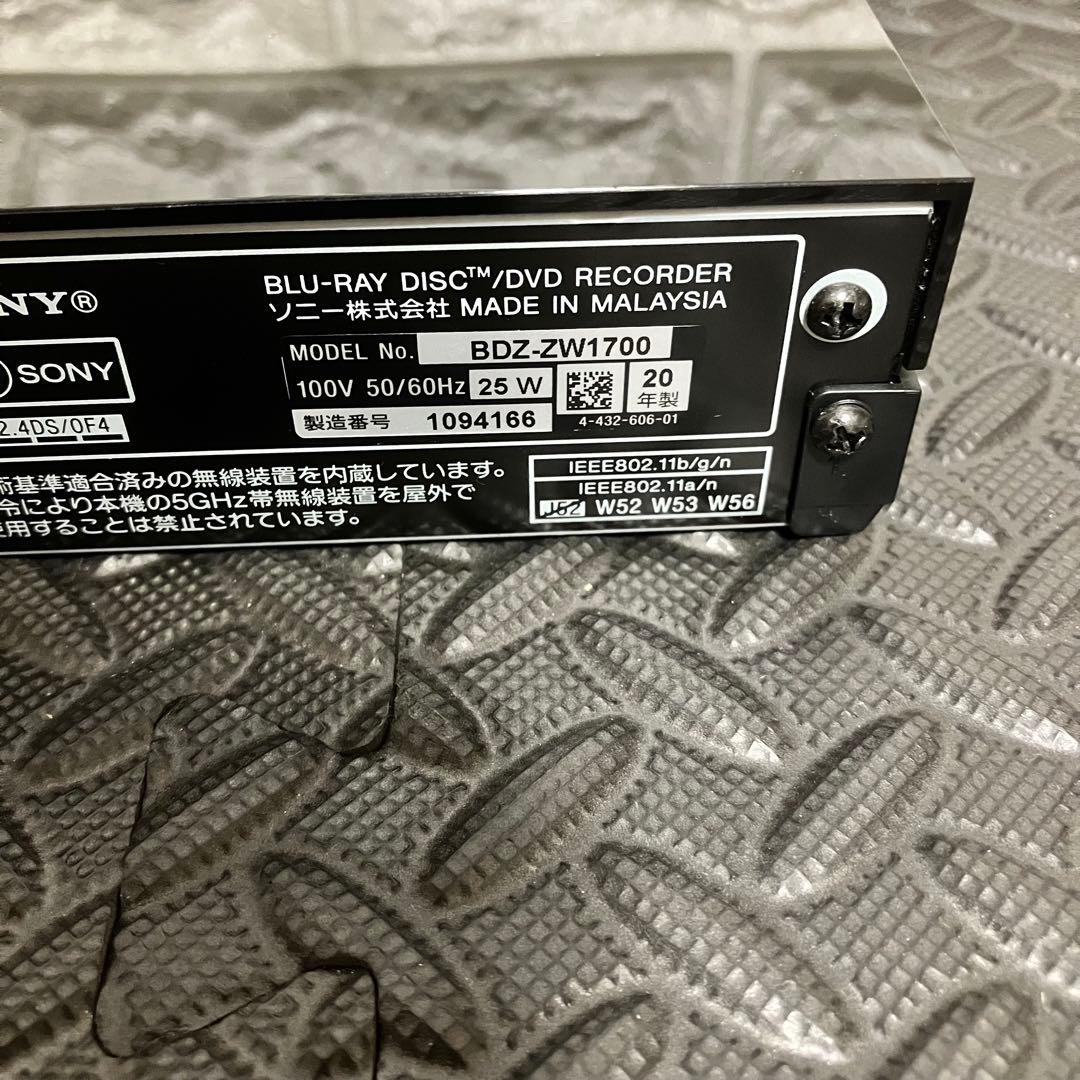 BLU-RAY DISC™/DVD RECORDER
ソニー株式会社 MADE IN MALAYSIA
NY®
MODEL No. BDZ-ZW1700
SONY
100V 50/60Hz 25 W
20
年製
製造番号 1094166
4-432-606-01
2.4DS/OF4
術基準適合済みの無線装置を内蔵しています。
令により本機の5GHz帯無線装置を屋外で
使用することは禁止されています。
IEEE802.11b/g/n
IEEE802.11a/n
J52 W52 W53 W56